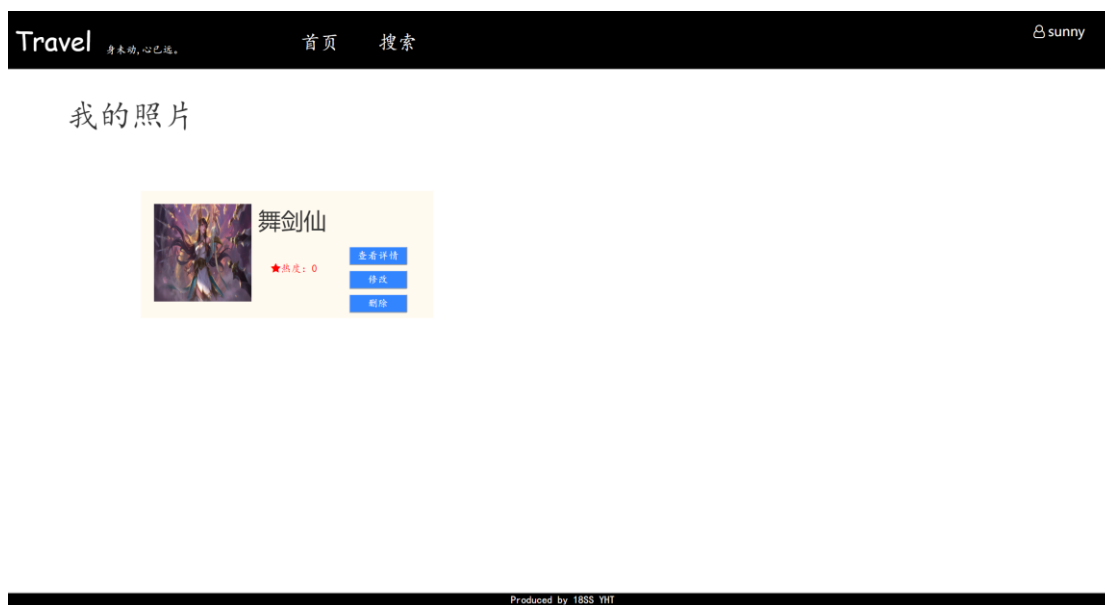 Travel 身未动,心已远。 首页 搜索 sunny
我的照片
舞剑仙
查看详情
★热度：0
修改
删除
Produced by 18SS YHT